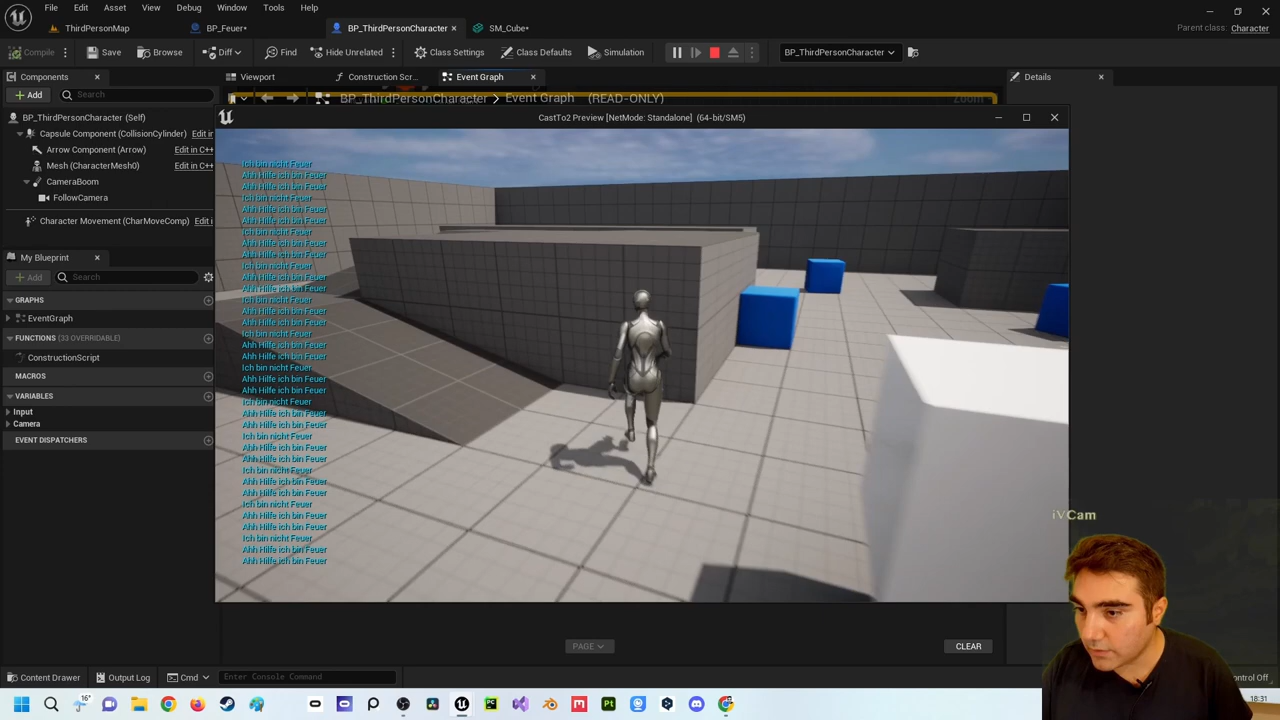 File Edit Asset View Debug Window Tools Help
ThirdPersonMap BP_Feuer* BP_ThirdPersonCharacter SM_Cube* Parent class: Character
Compile Save Browse Diff Find Hide Unrelated Class Settings Class Defaults Simulation BP_ThirdPersonCharacter
Components Viewport Construction Scr... Event Graph Details
Add Search BP_ThirdPersonCharacter > Event Graph (READ-ONLY) Zoom
BP_ThirdPersonCharacter (Self)
Capsule Component (CollisionCylinder) Edit in
Arrow Component (Arrow) Edit in C++
Mesh (CharacterMesh0) Edit in C++
CameraBoom
FollowCamera
Character Movement (CharMoveComp) Edit i
My Blueprint
Add Search
GRAPHS
EventGraph
FUNCTIONS (33 OVERRIDABLE)
ConstructionScript
MACROS
VARIABLES
Input
Camera
EVENT DISPATCHERS
CastTo2 Preview [NetMode: Standalone] (64-bit/SM5)
Ich bin nicht Feuer
Ahh Hilfe ich bin Feuer
Ahh Hilfe ich bin Feuer
Ich bin nicht Feuer
Ahh Hilfe ich bin Feuer
Ahh Hilfe ich bin Feuer
Ich bin nicht Feuer
Ahh Hilfe ich bin Feuer
Ahh Hilfe ich bin Feuer
Ich bin nicht Feuer
Ahh Hilfe ich bin Feuer
Ahh Hilfe ich bin Feuer
Ich bin nicht Feuer
Ahh Hilfe ich bin Feuer
Ahh Hilfe ich bin Feuer
Ich bin nicht Feuer
Ahh Hilfe ich bin Feuer
Ahh Hilfe ich bin Feuer
Ich bin nicht Feuer
Ahh Hilfe ich bin Feuer
Ahh Hilfe ich bin Feuer
Ich bin nicht Feuer
Ahh Hilfe ich bin Feuer
Ahh Hilfe ich bin Feuer
Ich bin nicht Feuer
Ahh Hilfe ich bin Feuer
Ahh Hilfe ich bin Feuer
Ich bin nicht Feuer
Ahh Hilfe ich bin Feuer
Ahh Hilfe ich bin Feuer
Ich bin nicht Feuer
Ahh Hilfe ich bin Feuer
Ahh Hilfe ich bin Feuer
Ich bin nicht Feuer
Ahh Hilfe ich bin Feuer
Ahh Hilfe ich bin Feuer
iVCam
PAGE CLEAR
Content Drawer Output Log Cmd Enter Console Command ontrol Off
16°
18:31